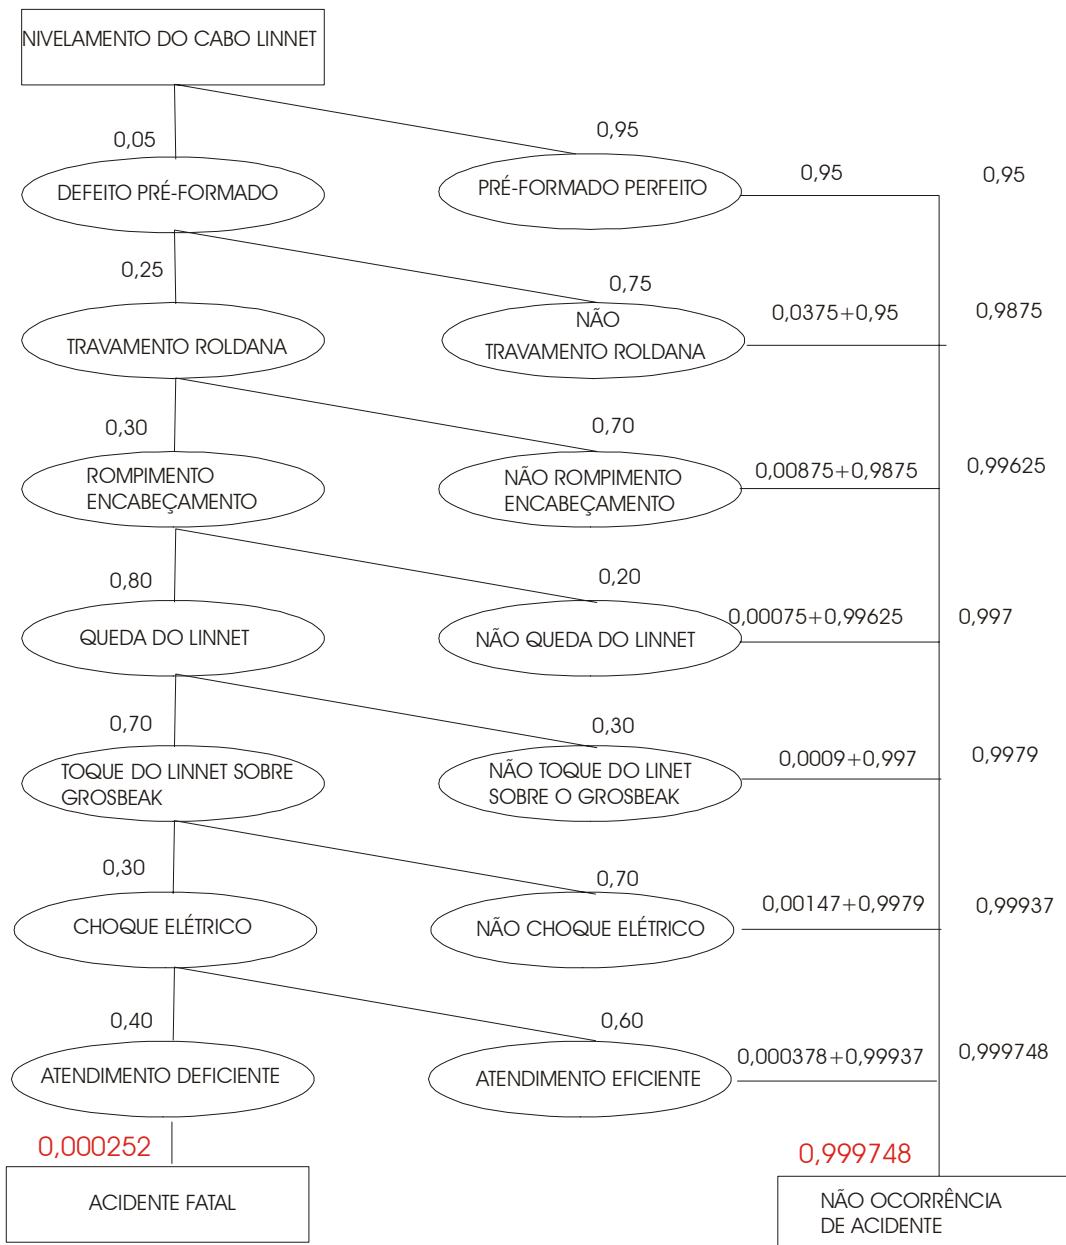 NIVELAMENTO DO CABO LINNET
0,05
0,95
DEFEITO PRÉ-FORMADO
PRÉ-FORMADO PERFEITO
0,95
0,95
0,25
0,75
TRAVAMENTO ROLDANA
NÃO
TRAVAMENTO ROLDANA
0,0375+0,95
0,9875
0,30
0,70
ROMPIMENTO
ENCABEÇAMENTO
NÃO ROMPIMENTO
ENCABEÇAMENTO
0,00875+0,9875
0,99625
0,80
0,20
QUEDA DO LINNET
NÃO QUEDA DO LINNET
0,00075+0,99625
0,997
0,70
0,30
TOQUE DO LINNET SOBRE
GROSBEAK
NÃO TOQUE DO LINET
SOBRE O GROSBEAK
0,0009+0,997
0,9979
0,30
0,70
CHOQUE ELÉTRICO
NÃO CHOQUE ELÉTRICO
0,00147+0,9979
0,99937
0,40
0,60
ATENDIMENTO DEFICIENTE
ATENDIMENTO EFICIENTE
0,000378+0,99937
0,999748
0,000252
0,999748
ACIDENTE FATAL
NÃO OCORRÊNCIA
DE ACIDENTE